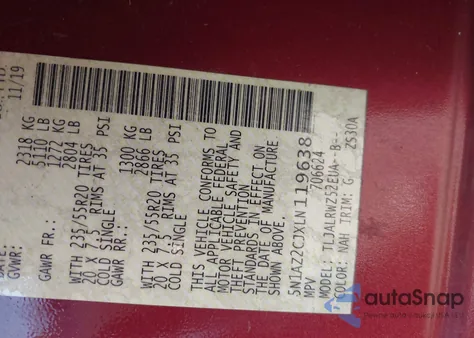 11/19
GVWR: 2318 KG
5110 LB
GAWR FR.: 1272 KG
2804 LB
WITH 235/55R20 TIRES
20 X 7.5 RIMS AT 35 PSI
COLD SINGLE
GAWR RR.: 1300 KG
2866 LB
WITH 235/55R20 TIRES
20 X 7.5 RIMS AT 35 PSI
COLD SINGLE
THIS VEHICLE CONFORMS TO
ALL APPLICABLE FEDERAL
MOTOR VEHICLE SAFETY AND
THEFT PREVENTION
STANDARDS IN EFFECT ON
THE DATE OF MANUFACTURE
SHOWN ABOVE.
5N1AZ2CJXLN119638
MPV 706624
MODEL:
COLOR: NAH TRIM: G Z530A
autaSnap